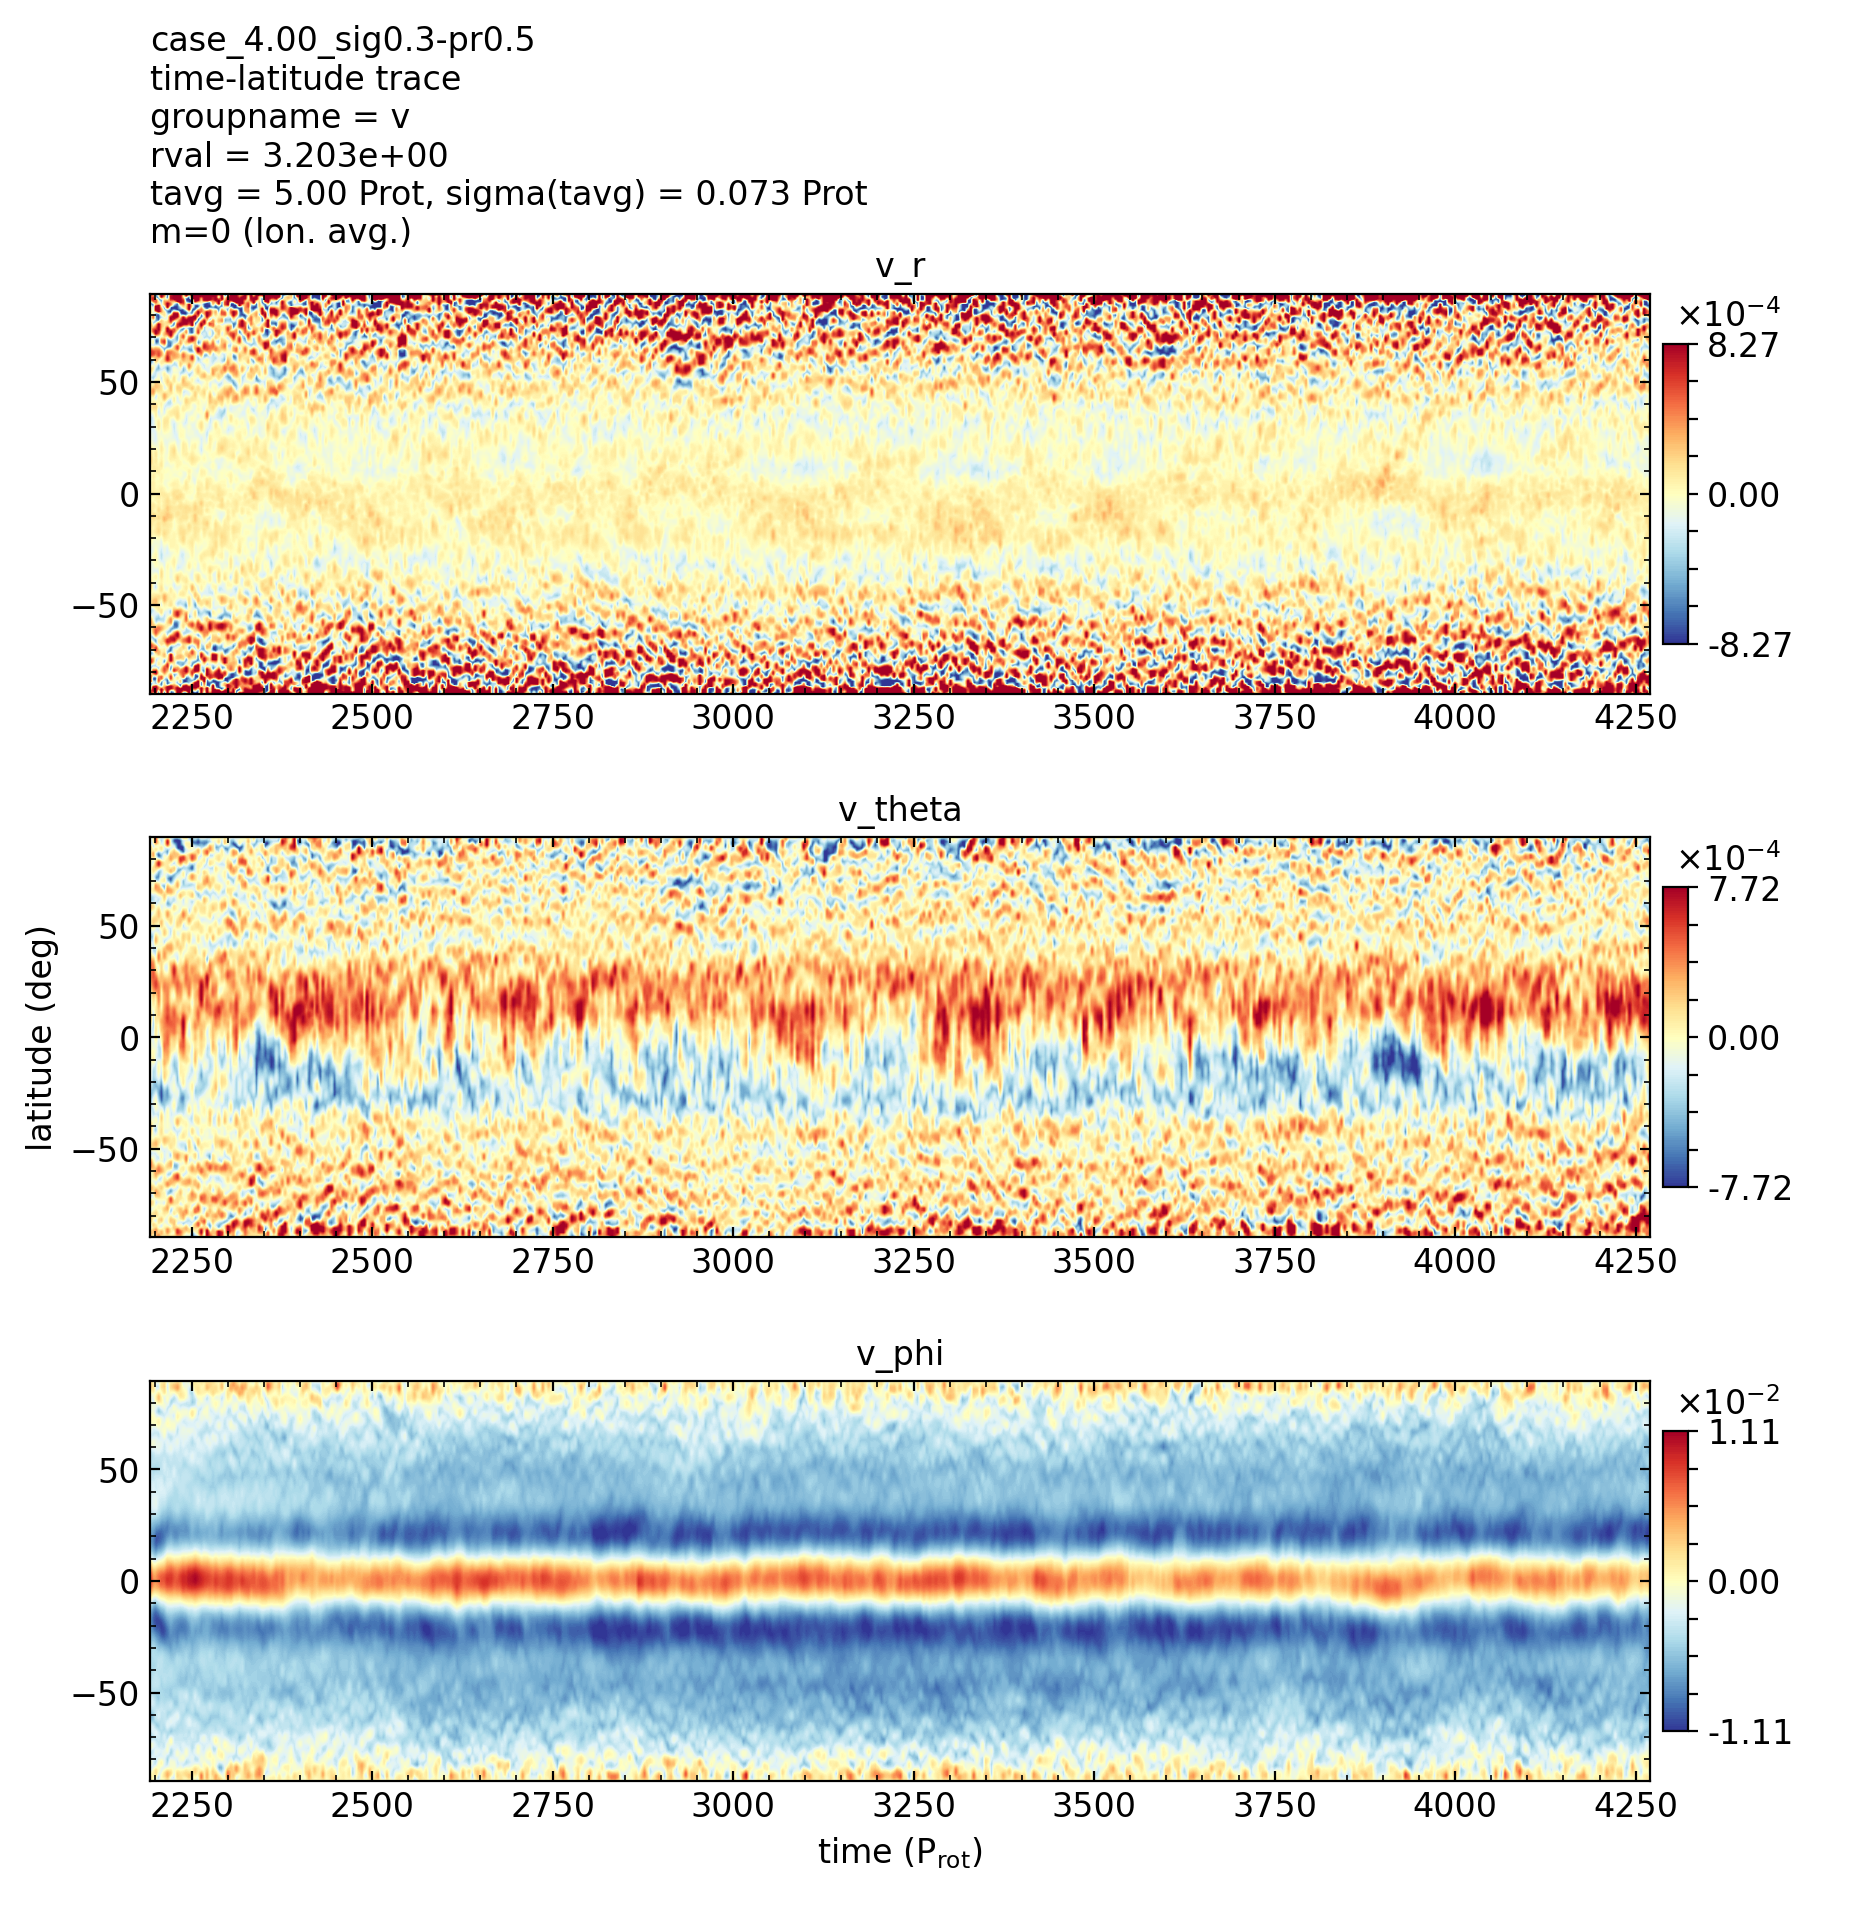 case_4.00_sig0.3-pr0.5
time-latitude trace
groupname = v
rval = 3.203e+00
tavg = 5.00 Prot, sigma(tavg) = 0.073 Prot
m=0 (lon. avg.)
v_r
×10⁻⁴
8.27
0.00
-8.27
50
0
−50
2250 2500 2750 3000 3250 3500 3750 4000 4250
v_theta
×10⁻⁴
7.72
0.00
-7.72
50
0
−50
latitude (deg)
2250 2500 2750 3000 3250 3500 3750 4000 4250
v_phi
×10⁻²
1.11
0.00
-1.11
50
0
−50
2250 2500 2750 3000 3250 3500 3750 4000 4250
time (P_rot)